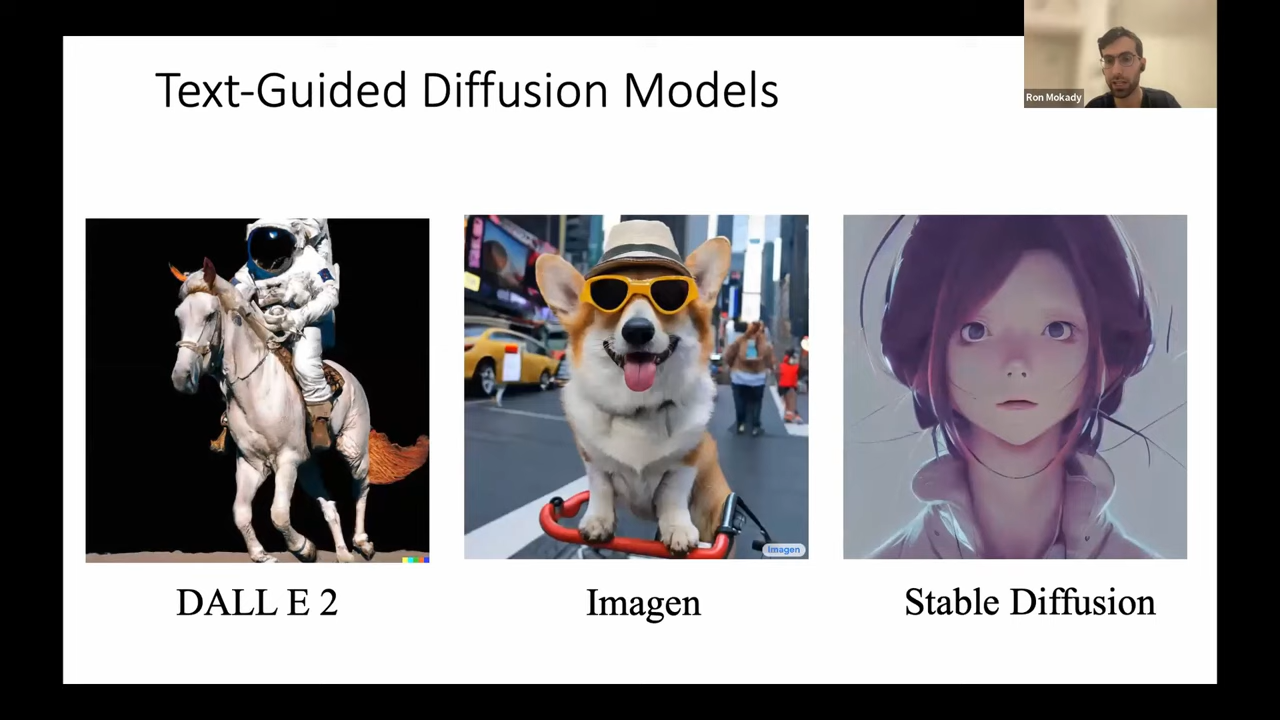 Text-Guided Diffusion Models
Ron Mokady
Imagen
DALL E 2
Imagen
Stable Diffusion